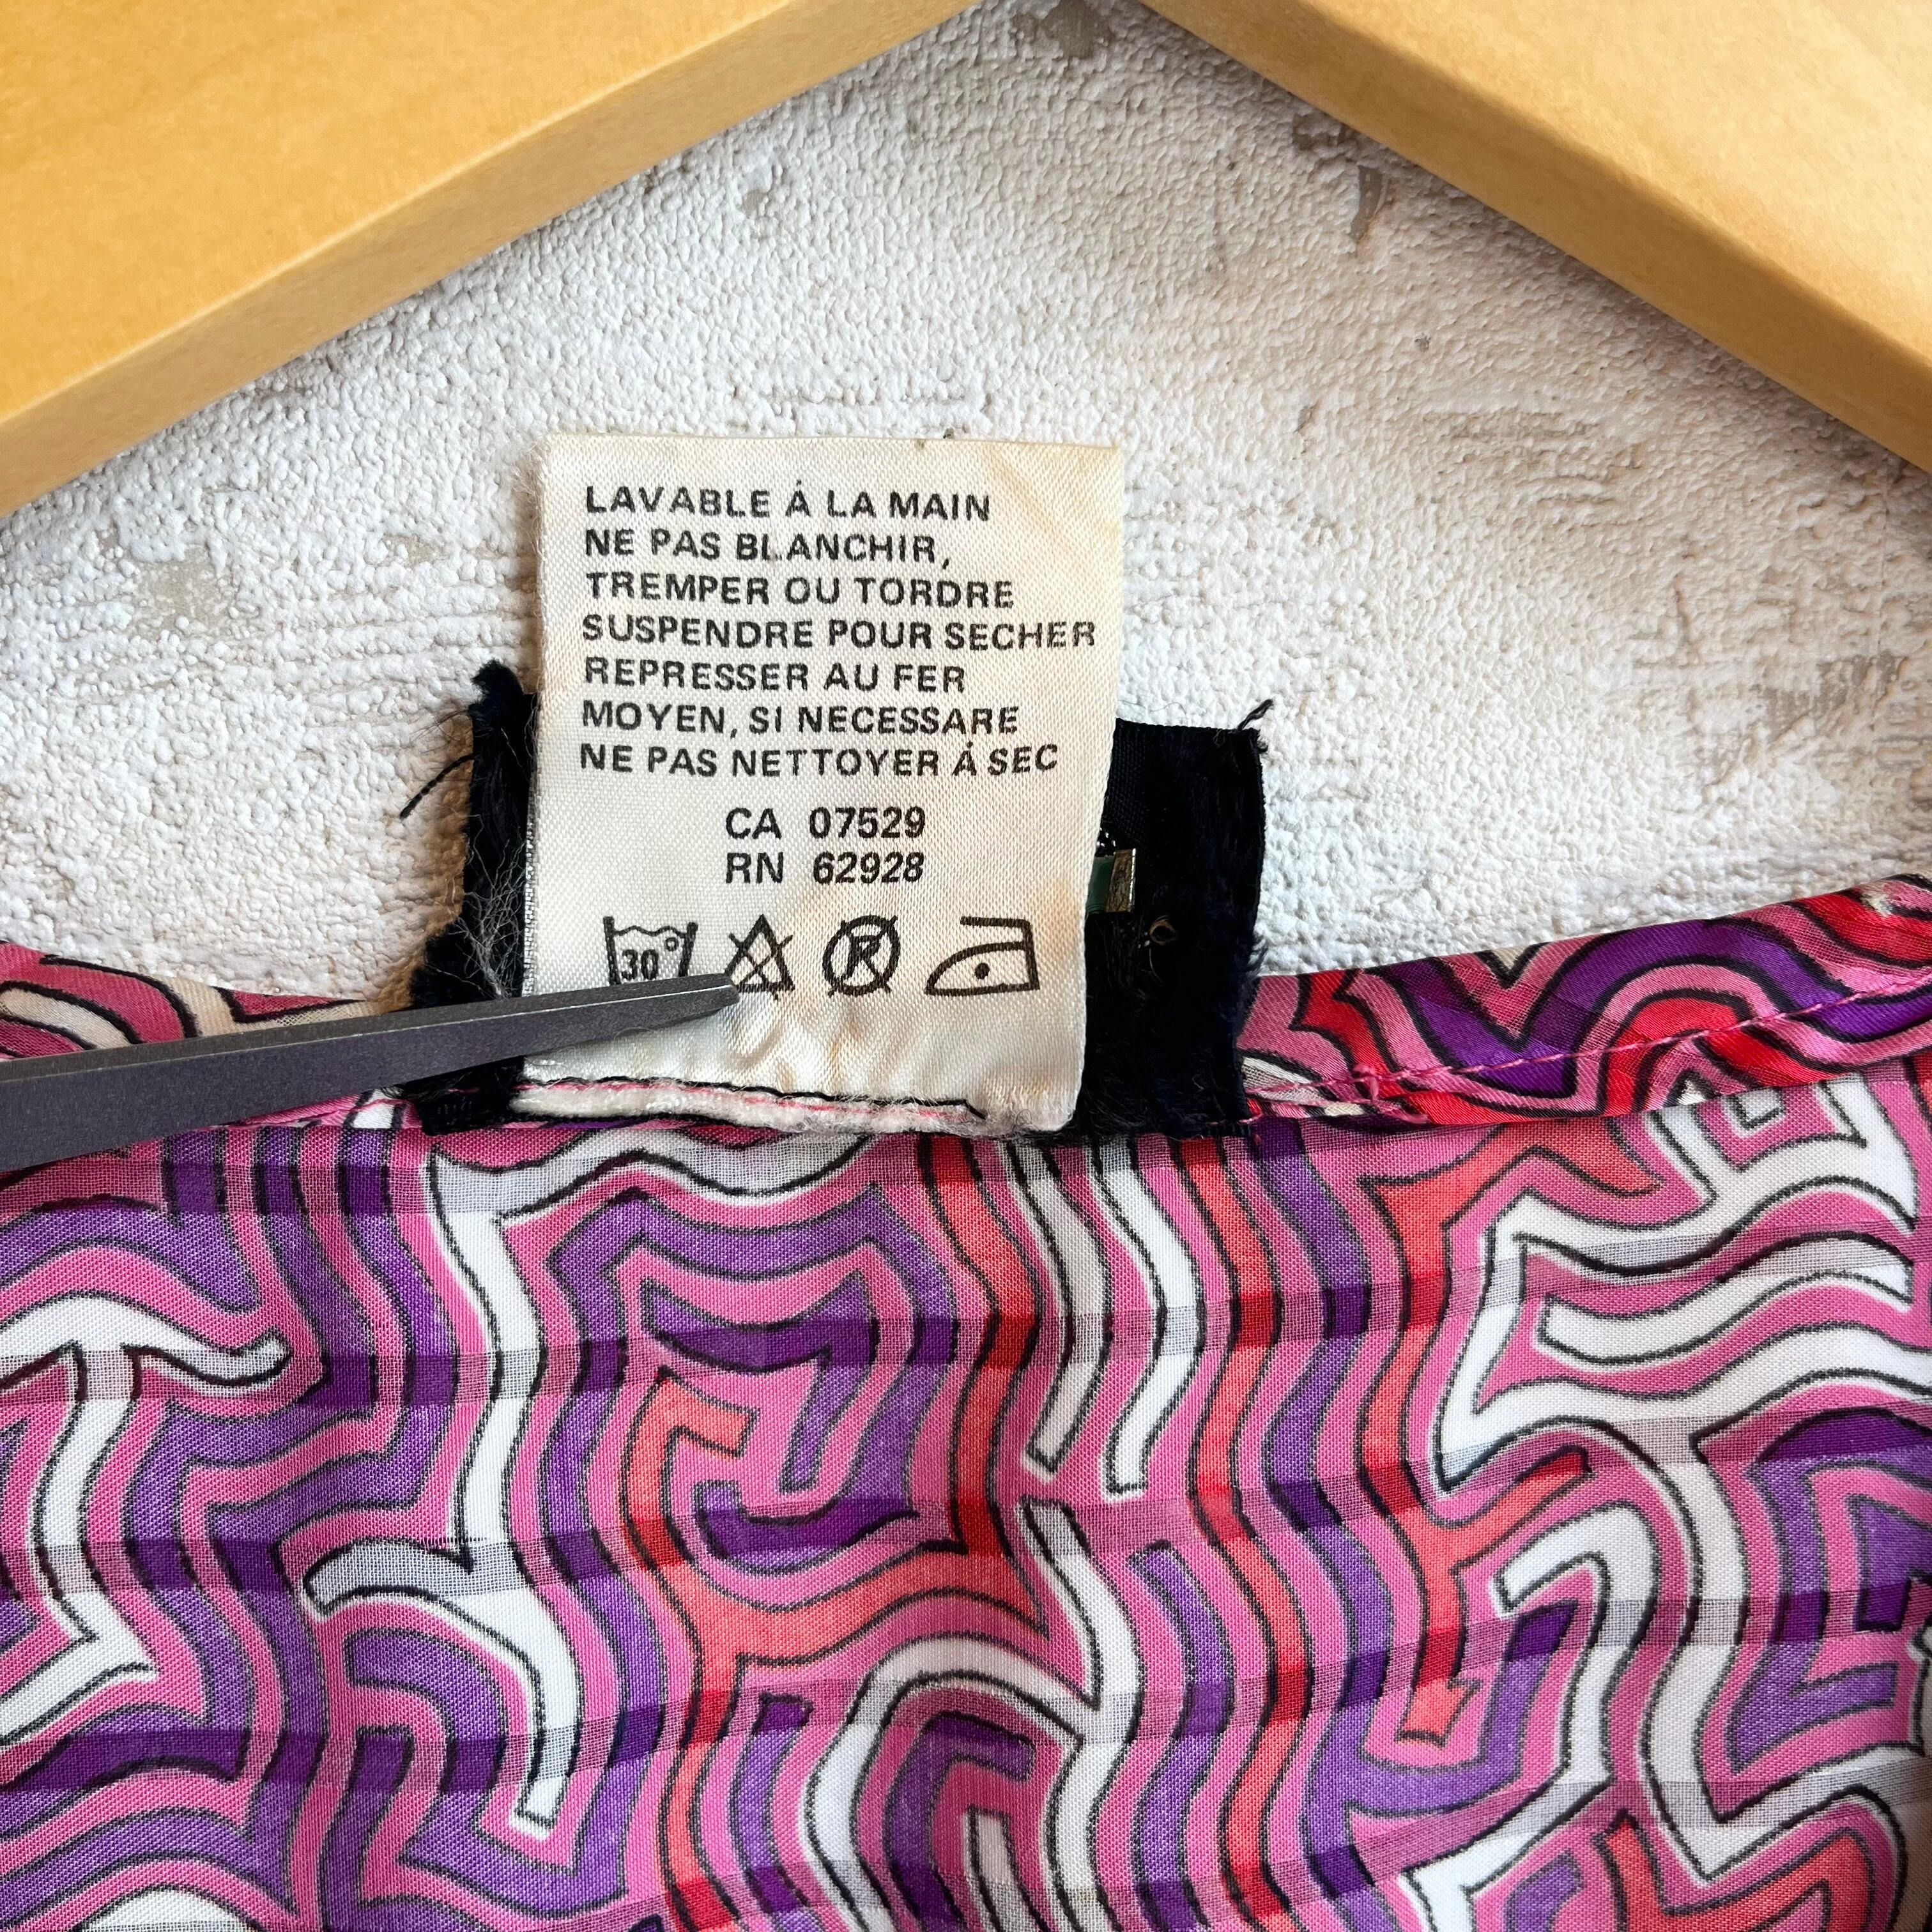 LAVABLE Á LA MAIN
NE PAS BLANCHIR,
TREMPER OU TORDRE
SUSPENDRE POUR SECHER
REPRESSER AU FER
MOYEN, SI NECESSARE
NE PAS NETTOYER Á SEC
CA 07529
RN 62928
30° P